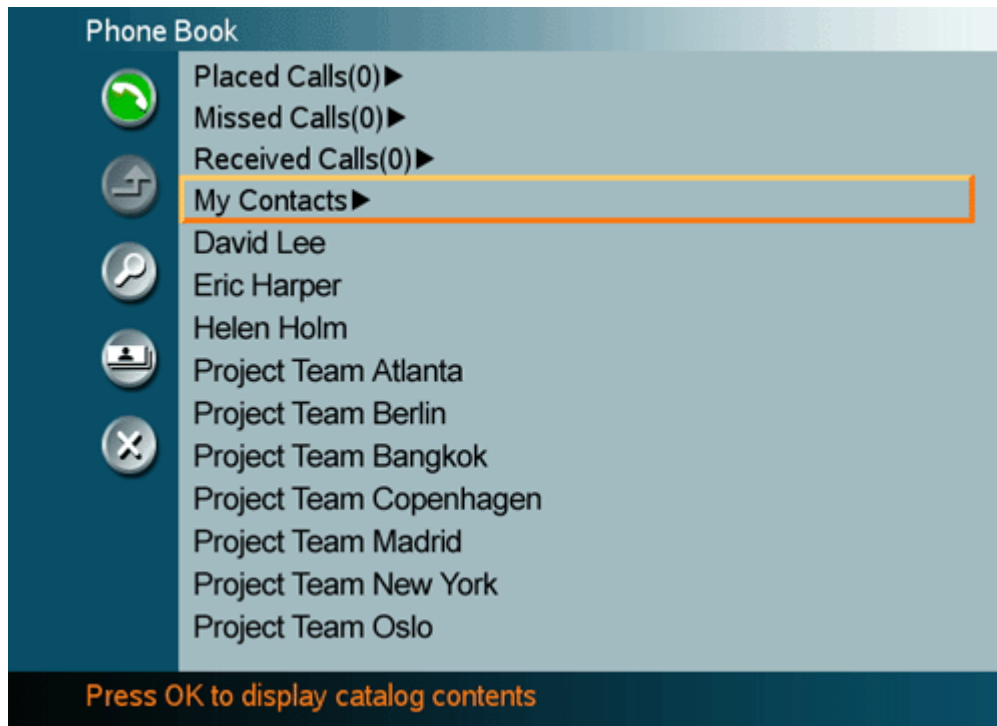 Phone Book
Placed Calls(0)▶
Missed Calls(0)▶
Received Calls(0)▶
My Contacts▶
David Lee
Eric Harper
Helen Holm
Project Team Atlanta
Project Team Berlin
Project Team Bangkok
Project Team Copenhagen
Project Team Madrid
Project Team New York
Project Team Oslo
Press OK to display catalog contents